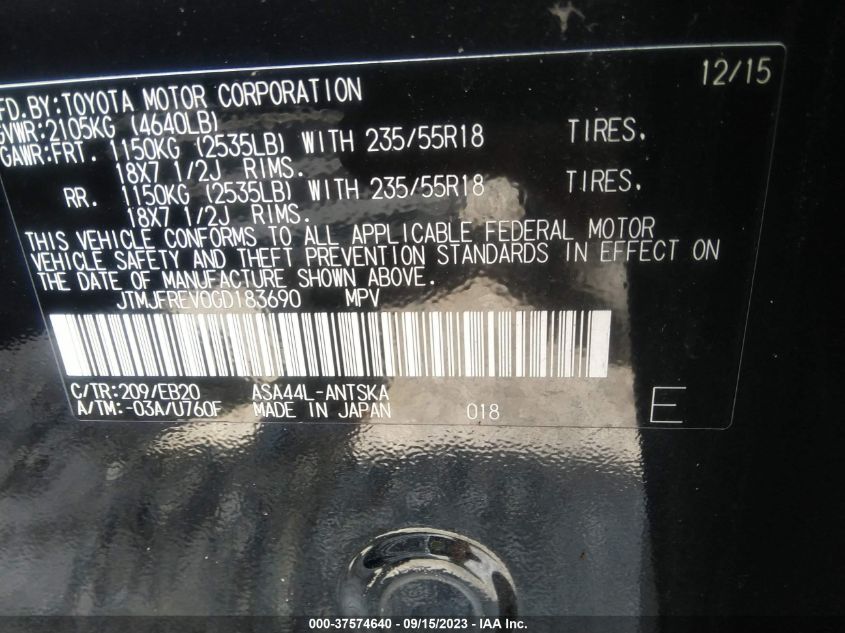 12/15
FD.BY:TOYOTA MOTOR CORPORATION
GVWR:2105KG (4640LB)
GAWR:FRT. 1150KG (2535LB) WITH 235/55R18 TIRES.
18X7 1/2J RIMS.
RR. 1150KG (2535LB) WITH 235/55R18 TIRES.
18X7 1/2J RIMS.
THIS VEHICLE CONFORMS TO ALL APPLICABLE FEDERAL MOTOR
VEHICLE SAFETY AND THEFT PREVENTION STANDARDS IN EFFECT ON
THE DATE OF MANUFACTURE SHOWN ABOVE.
JTMJFREV0GD183690 MPV
C/TR:209/EB20 ASA44L-ANTSKA
A/TM:-03A/U760F MADE IN JAPAN 018 E
000-37574640 - 09/15/2023 - IAA Inc.